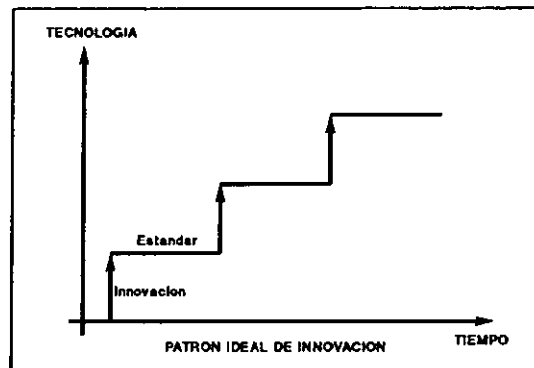 TECNOLOGIA
Estandar
Innovacion
TIEMPO
PATRON IDEAL DE INNOVACION